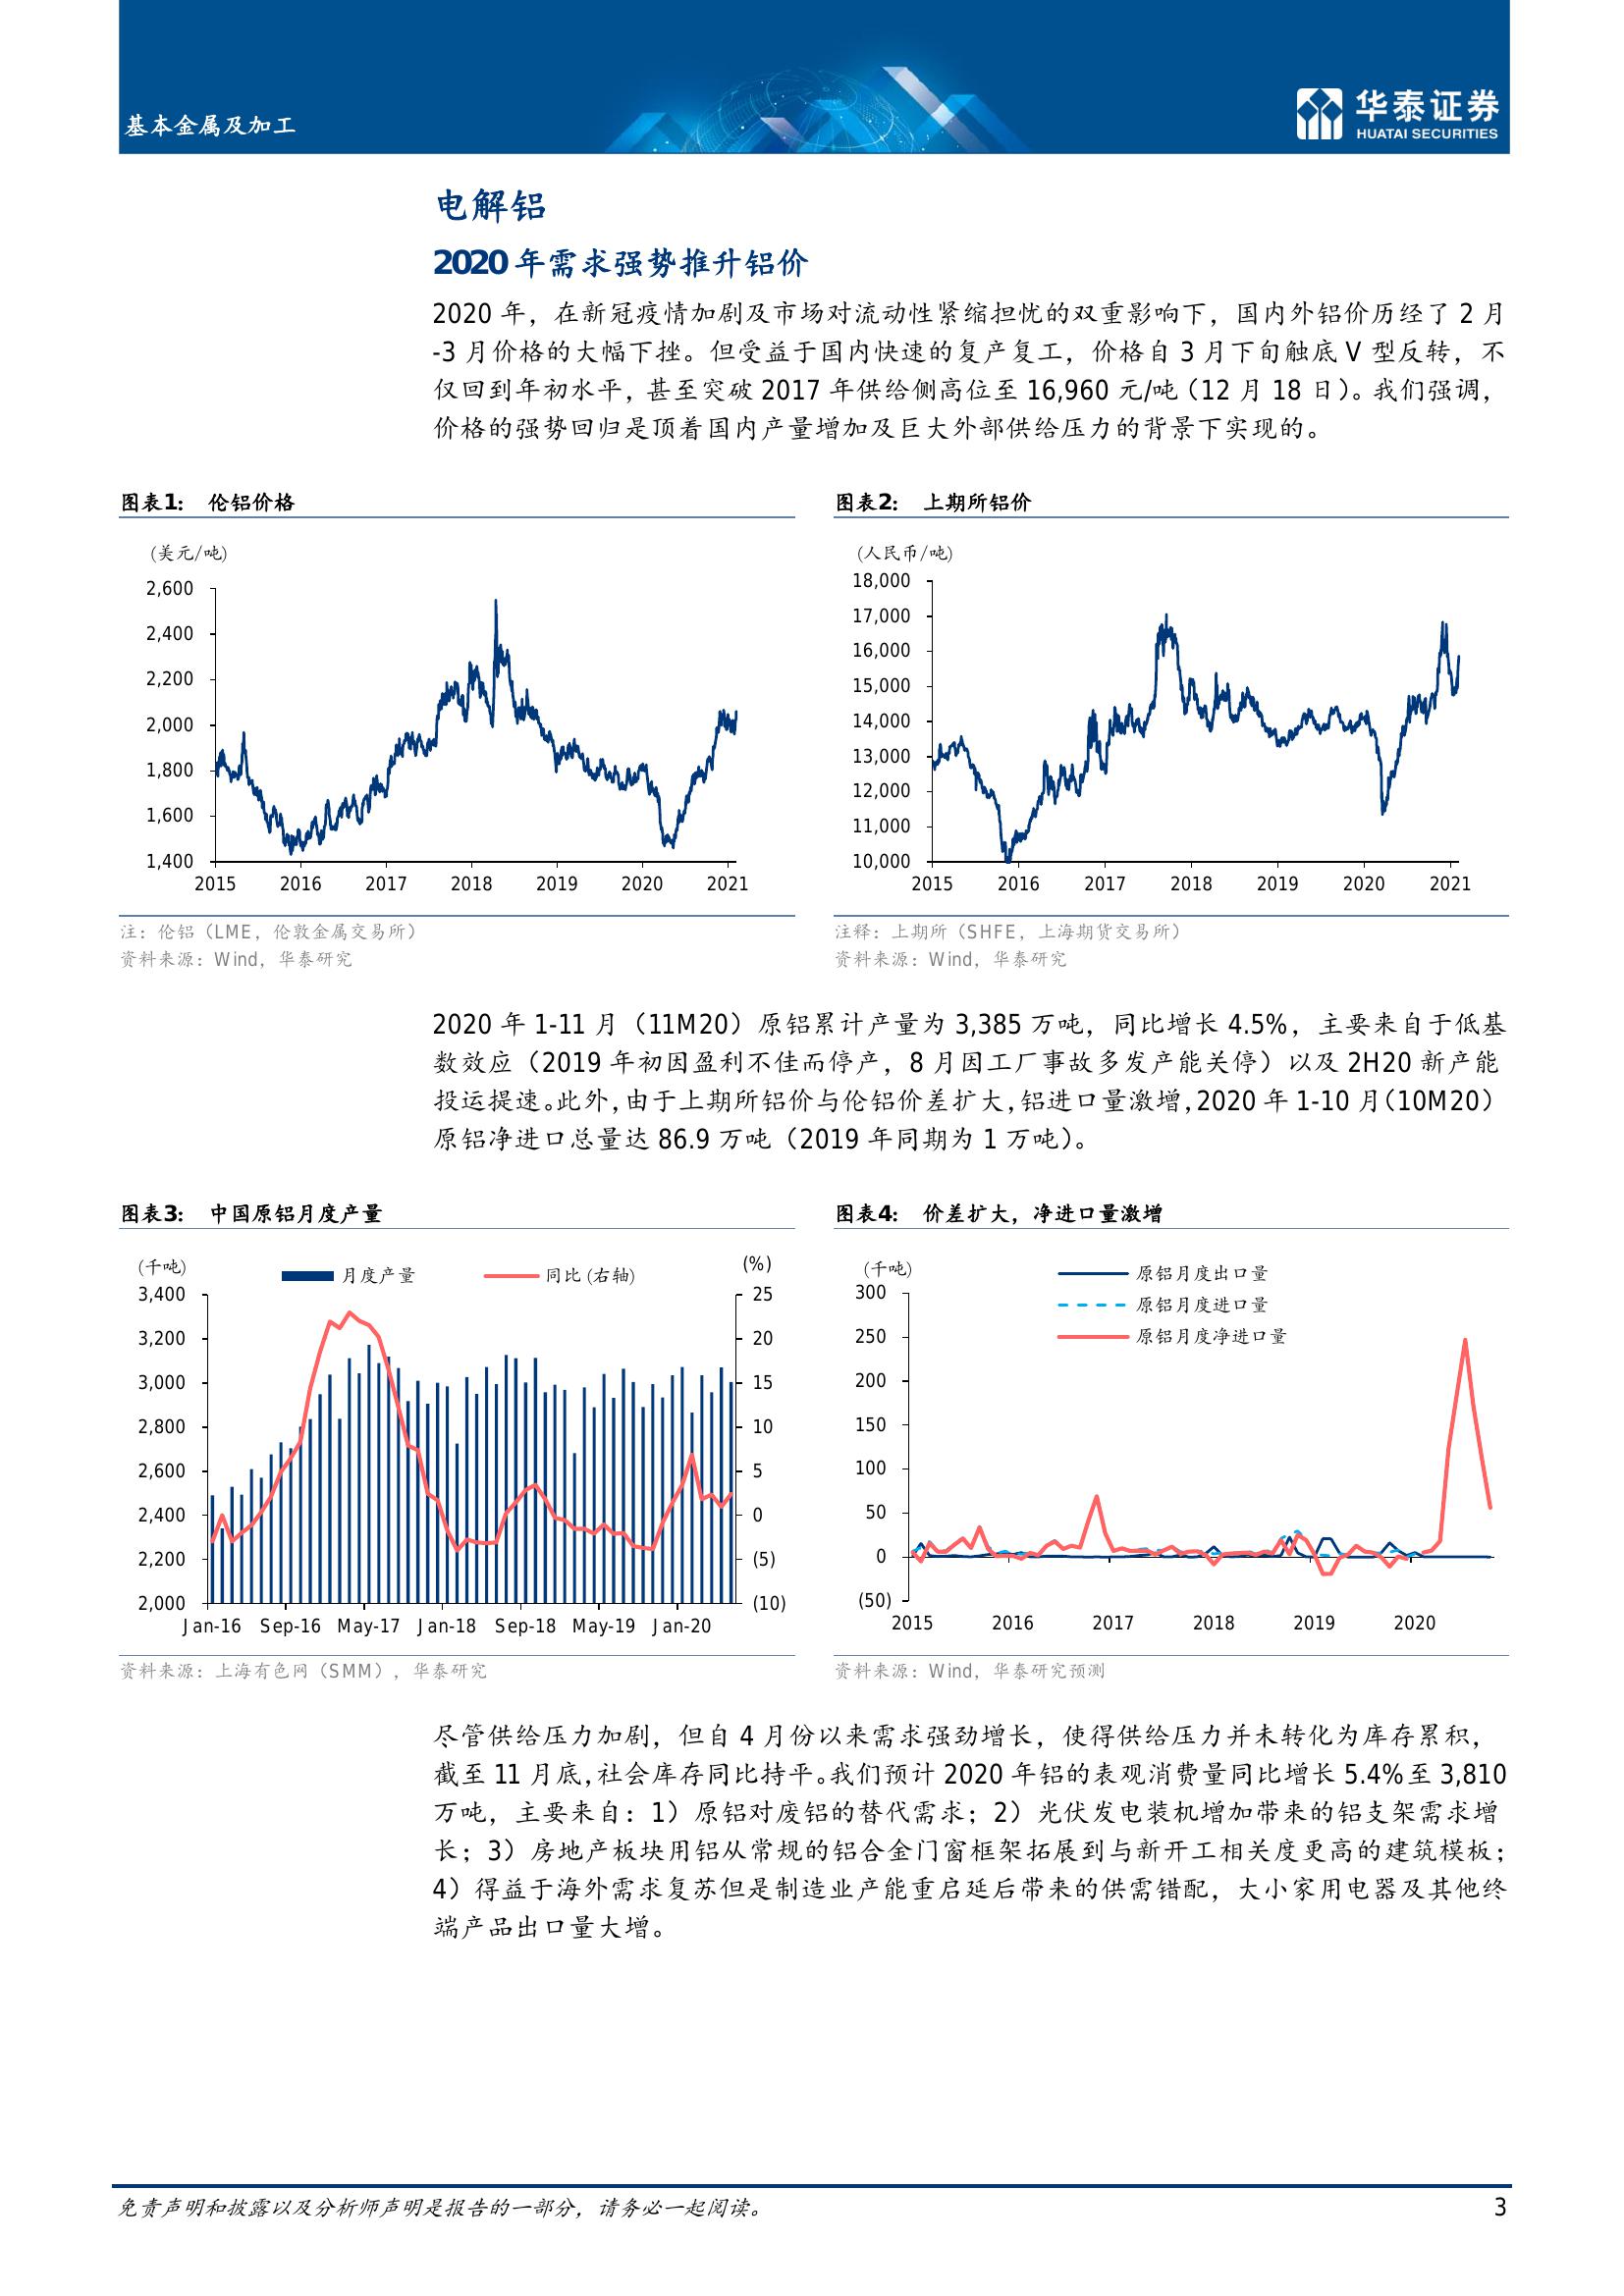 基本金属及加工
华泰证券
HUATAI SECURITIES
电解铝
2020 年需求强势推升铝价
2020 年，在新冠疫情加剧及市场对流动性紧缩担忧的双重影响下，国内外铝价历经了 2 月
-3 月价格的大幅下挫。但受益于国内快速的复产复工，价格自 3 月下旬触底 V 型反转，不
仅回到年初水平，甚至突破 2017 年供给侧高位至 16,960 元/吨（12 月 18 日）。我们强调，
价格的强势回归是顶着国内产量增加及巨大外部供给压力的背景下实现的。
图表1： 伦铝价格
(美元/吨)
2,600
2,400
2,200
2,000
1,800
1,600
1,400
2015 2016 2017 2018 2019 2020 2021
注：伦铝（LME，伦敦金属交易所）
资料来源：Wind，华泰研究
图表2： 上期所铝价
(人民币/吨)
18,000
17,000
16,000
15,000
14,000
13,000
12,000
11,000
10,000
2015 2016 2017 2018 2019 2020 2021
注释：上期所（SHFE，上海期货交易所）
资料来源：Wind，华泰研究
2020 年 1-11 月（11M20）原铝累计产量为 3,385 万吨，同比增长 4.5%，主要来自于低基
数效应（2019 年初因盈利不佳而停产，8 月因工厂事故多发产能关停）以及 2H20 新产能
投运提速。此外，由于上期所铝价与伦铝价差扩大，铝进口量激增，2020 年 1-10 月（10M20）
原铝净进口总量达 86.9 万吨（2019 年同期为 1 万吨）。
图表3： 中国原铝月度产量
(千吨)
月度产量
同比(右轴)
(%)
3,400
3,200
3,000
2,800
2,600
2,400
2,200
2,000
25
20
15
10
5
0
(5)
(10)
Jan-16 Sep-16 May-17 Jan-18 Sep-18 May-19 Jan-20
资料来源：上海有色网（SMM），华泰研究
图表4： 价差扩大，净进口量激增
(千吨)
原铝月度出口量
原铝月度进口量
原铝月度净进口量
300
250
200
150
100
50
0
(50)
2015 2016 2017 2018 2019 2020
资料来源：Wind，华泰研究预测
尽管供给压力加剧，但自 4 月份以来需求强劲增长，使得供给压力并未转化为库存累积，
截至 11 月底，社会库存同比持平。我们预计 2020 年铝的表观消费量同比增长 5.4%至 3,810
万吨，主要来自：1）原铝对废铝的替代需求；2）光伏发电装机增加带来的铝支架需求增
长；3）房地产板块用铝从常规的铝合金门窗框架拓展到与新开工相关度更高的建筑模板；
4）得益于海外需求复苏但是制造业产能重启延后带来的供需错配，大小家用电器及其他终
端产品出口量大增。
免责声明和披露以及分析师声明是报告的一部分，请务必一起阅读。
3